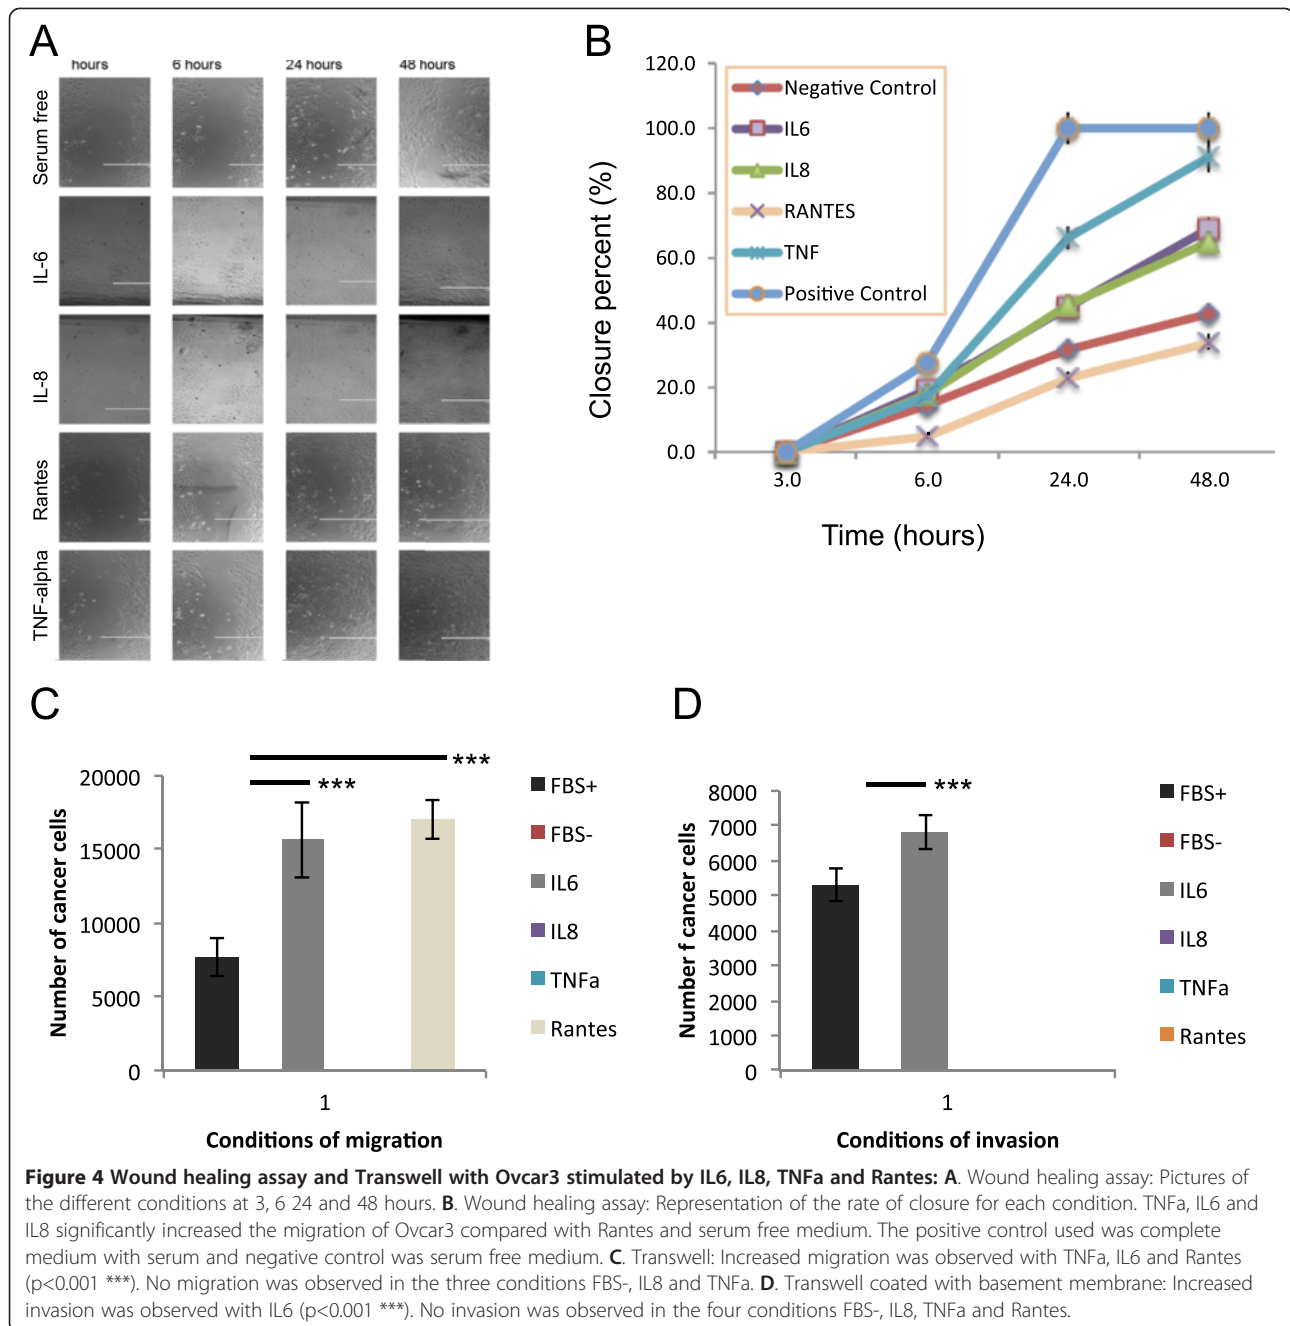 A
hours 6 hours 24 hours 48 hours
Serum free
IL-6
IL-8
Rantes
TNF-alpha
B
120.0
100.0
80.0
60.0
40.0
20.0
0.0
Closure percent (%)
Negative Control
IL6
IL8
RANTES
TNF
Positive Control
3.0 6.0 24.0 48.0
Time (hours)
C
20000
15000
10000
5000
0
Number of cancer cells
***
***
1
Conditions of migration
FBS+
FBS-
IL6
IL8
TNFa
Rantes
D
8000
7000
6000
5000
4000
3000
2000
1000
0
Number f cancer cells
***
1
Conditions of invasion
FBS+
FBS-
IL6
IL8
TNFa
Rantes
Figure 4 Wound healing assay and Transwell with Ovcar3 stimulated by IL6, IL8, TNFa and Rantes: A. Wound healing assay: Pictures of
the different conditions at 3, 6 24 and 48 hours. B. Wound healing assay: Representation of the rate of closure for each condition. TNFa, IL6 and
IL8 significantly increased the migration of Ovcar3 compared with Rantes and serum free medium. The positive control used was complete
medium with serum and negative control was serum free medium. C. Transwell: Increased migration was observed with TNFa, IL6 and Rantes
(p<0.001 ***). No migration was observed in the three conditions FBS-, IL8 and TNFa. D. Transwell coated with basement membrane: Increased
invasion was observed with IL6 (p<0.001 ***). No invasion was observed in the four conditions FBS-, IL8, TNFa and Rantes.